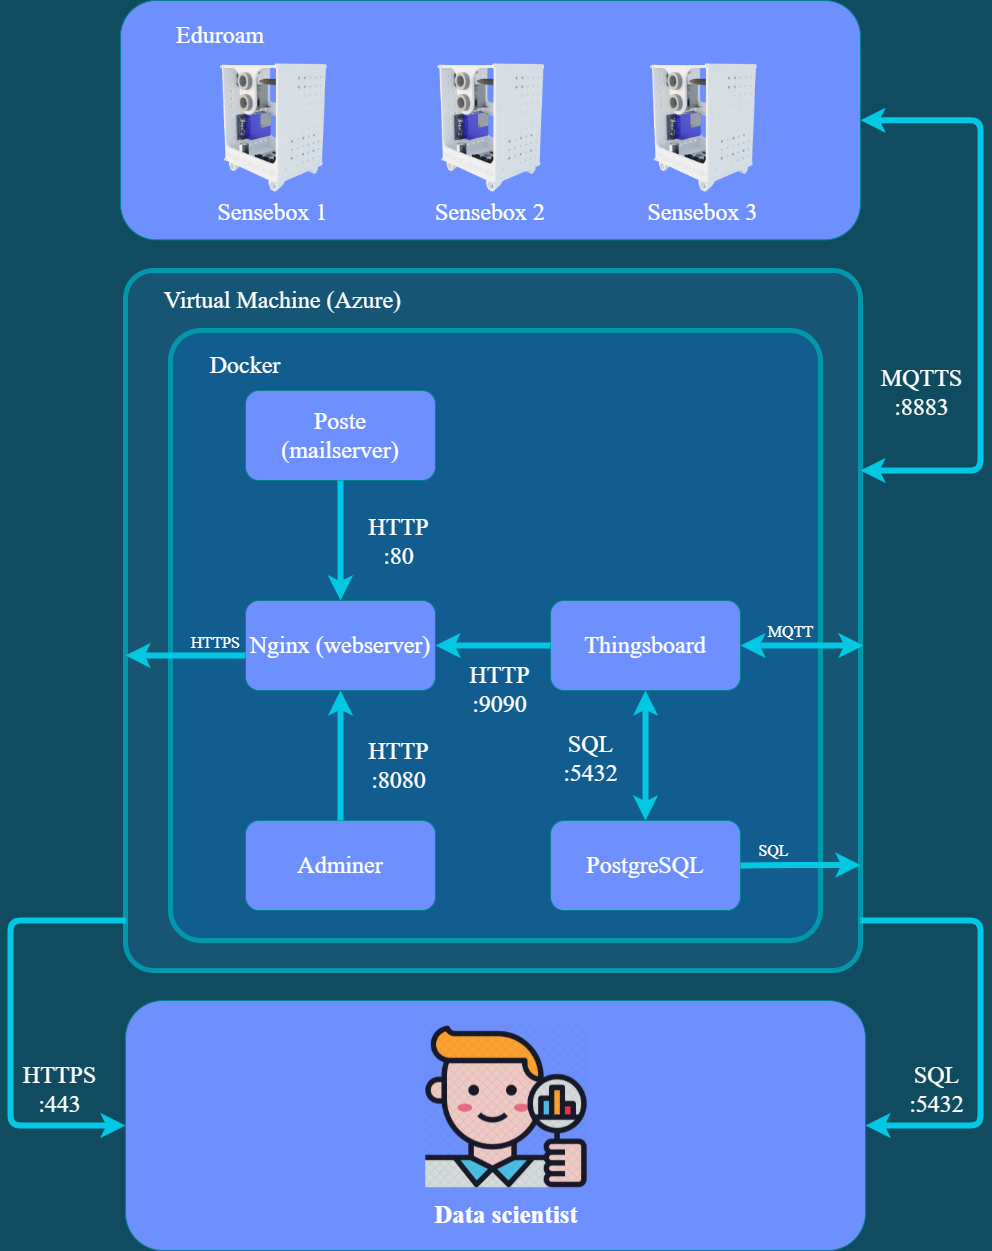 Eduroam
Sensebox 1
Sensebox 2
Sensebox 3
Virtual Machine (Azure)
Docker
MQTTS
:8883
Poste
(mailserver)
HTTP
:80
HTTPS
Nginx (webserver)
Thingsboard
MQTT
HTTP
:9090
HTTP
:8080
SQL
:5432
Adminer
PostgreSQL
SQL
HTTPS
:443
SQL
:5432
Data scientist